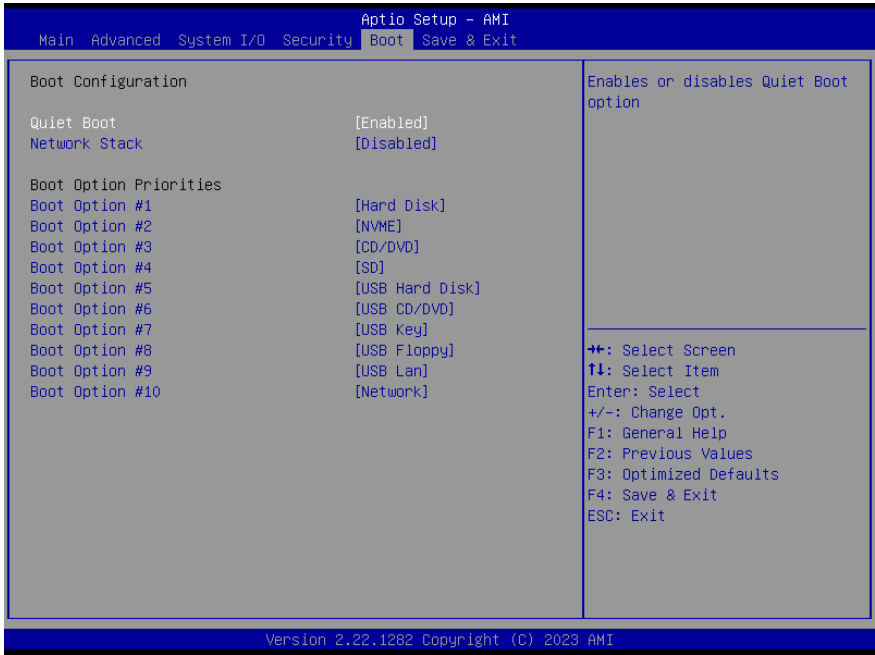 Aptio Setup – AMI
Main Advanced System I/O Security Boot Save & Exit
Boot Configuration
Quiet Boot [Enabled]
Network Stack [Disabled]
Boot Option Priorities
Boot Option #1 [Hard Disk]
Boot Option #2 [NVME]
Boot Option #3 [CD/DVD]
Boot Option #4 [SD]
Boot Option #5 [USB Hard Disk]
Boot Option #6 [USB CD/DVD]
Boot Option #7 [USB Key]
Boot Option #8 [USB Floppy]
Boot Option #9 [USB Lan]
Boot Option #10 [Network]
Enables or disables Quiet Boot
option
→←: Select Screen
↑↓: Select Item
Enter: Select
+/-: Change Opt.
F1: General Help
F2: Previous Values
F3: Optimized Defaults
F4: Save & Exit
ESC: Exit
Version 2.22.1282 Copyright (C) 2023 AMI